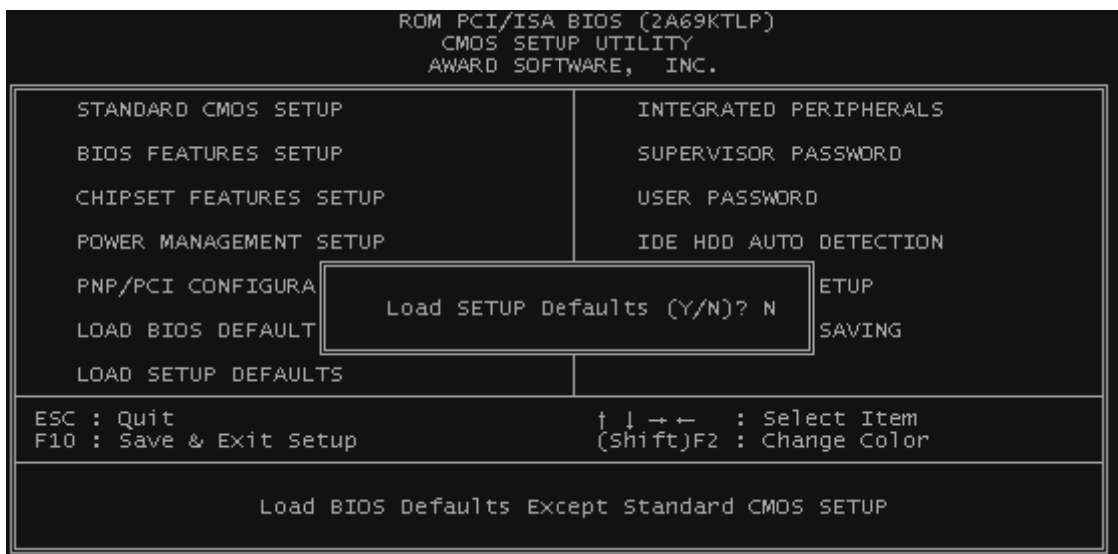 ROM PCI/ISA BIOS (2A69KTLP)
CMOS SETUP UTILITY
AWARD SOFTWARE, INC.
STANDARD CMOS SETUP
BIOS FEATURES SETUP
CHIPSET FEATURES SETUP
POWER MANAGEMENT SETUP
PNP/PCI CONFIGURA
LOAD BIOS DEFAULT
LOAD SETUP DEFAULTS
INTEGRATED PERIPHERALS
SUPERVISOR PASSWORD
USER PASSWORD
IDE HDD AUTO DETECTION
ETUP
SAVING
Load SETUP Defaults (Y/N)? N
ESC : Quit
F10 : Save & Exit Setup
↑ ↓ → ← : Select Item
(Shift)F2 : Change Color
Load BIOS Defaults Except Standard CMOS SETUP